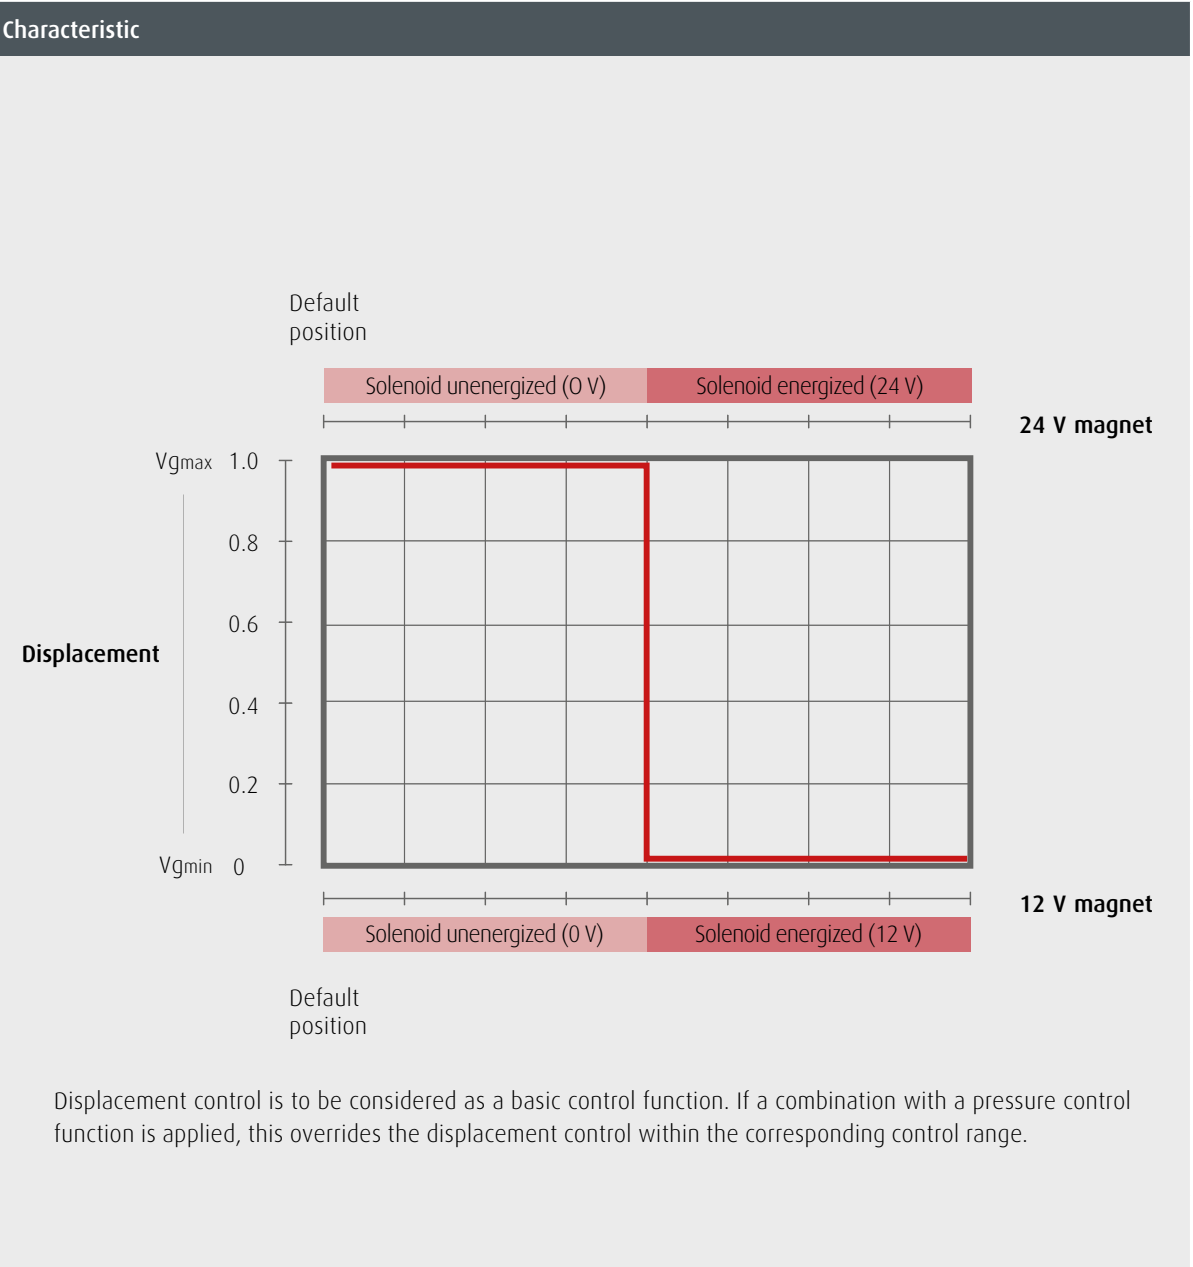 Characteristic
Default
position
Solenoid unenergized (O V) Solenoid energized (24 V)
24 V magnet
Vgmax 1.0
0.8
0.6
Displacement
0.4
0.2
Vgmin 0
12 V magnet
Solenoid unenergized (0 V) Solenoid energized (12 V)
Default
position
Displacement control is to be considered as a basic control function. If a combination with a pressure control
function is applied, this overrides the displacement control within the corresponding control range.